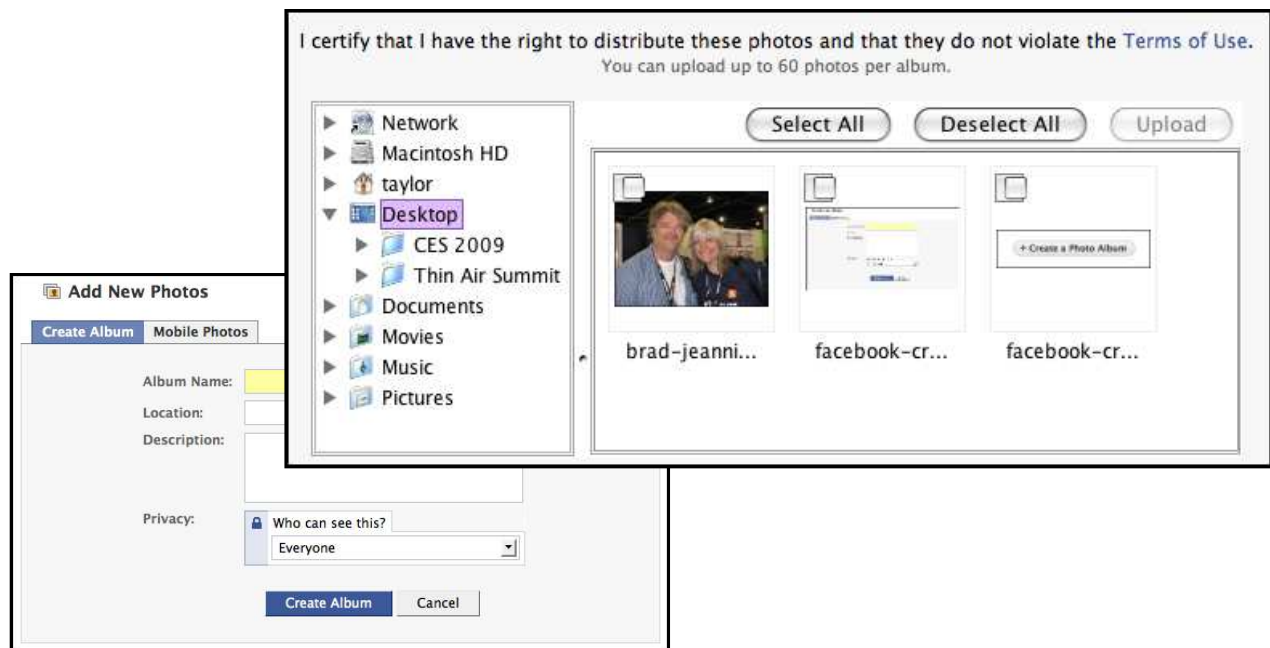 I certify that I have the right to distribute these photos and that they do not violate the Terms of Use.
You can upload up to 60 photos per album.
Network
Macintosh HD
taylor
Desktop
CES 2009
Thin Air Summit
Documents
Movies
Music
Pictures
Select All
Deselect All
Upload
+ Create a Photo Album
brad-jeanni...
facebook-cr...
facebook-cr...
Add New Photos
Create Album
Mobile Photos
Album Name:
Location:
Description:
Privacy:
Who can see this?
Everyone
Create Album
Cancel